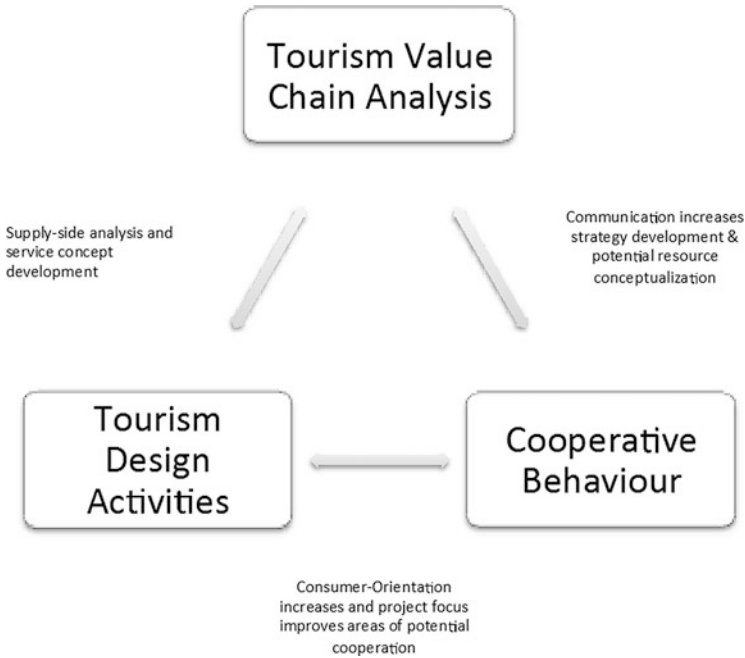 Tourism Value
Chain Analysis
Supply-side analysis and
service concept
development
Communication increases
strategy development &
potential resource
conceptualization
Tourism
Design
Activities
Cooperative
Behaviour
Consumer-Orientation
increases and project focus
improves areas of potential
cooperation